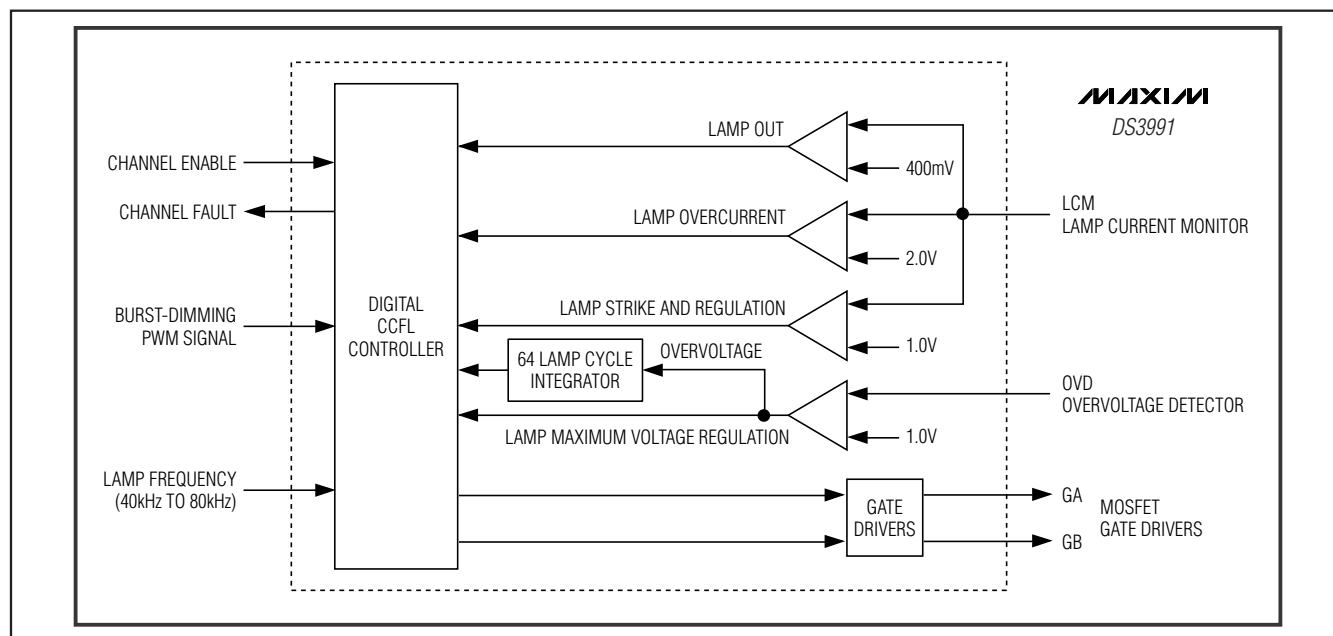 MAXIM
DS3991
LAMP OUT
400mV
CHANNEL ENABLE
CHANNEL FAULT
LAMP OVERCURRENT
2.0V
LCM
LAMP CURRENT MONITOR
BURST-DIMMING
PWM SIGNAL
DIGITAL
CCFL
CONTROLLER
LAMP STRIKE AND REGULATION
1.0V
64 LAMP CYCLE
INTEGRATOR
OVERVOLTAGE
OVD
OVERVOLTAGE DETECTOR
LAMP MAXIMUM VOLTAGE REGULATION
1.0V
LAMP FREQUENCY
(40kHz TO 80kHz)
GATE
DRIVERS
GA
GB
MOSFET
GATE DRIVERS